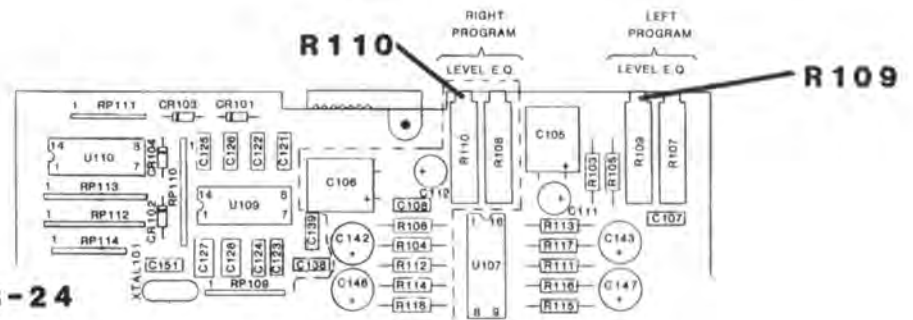 RIGHT
PROGRAM
LEFT
PROGRAM
R110
LEVEL E.Q.
LEVEL E.Q.
R109
1 RP111
CR103
CR101
14 8
U110
1 7
CR104
1 RP113
1 RP112
CR102
1 RP114
1
RP110
C125
C126
C122
C121
14 8
U109
1 7
C127
C128
C124
C123
C151
XTAL101
1 RP109
C106
C139
C138
C112
C108
C142
C146
R106
R104
R112
R114
R118
R110
R108
1 16
U107
8 9
C105
C111
R103
R105
R113
R117
R111
R116
R115
C143
C147
R109
R107
C107
-24